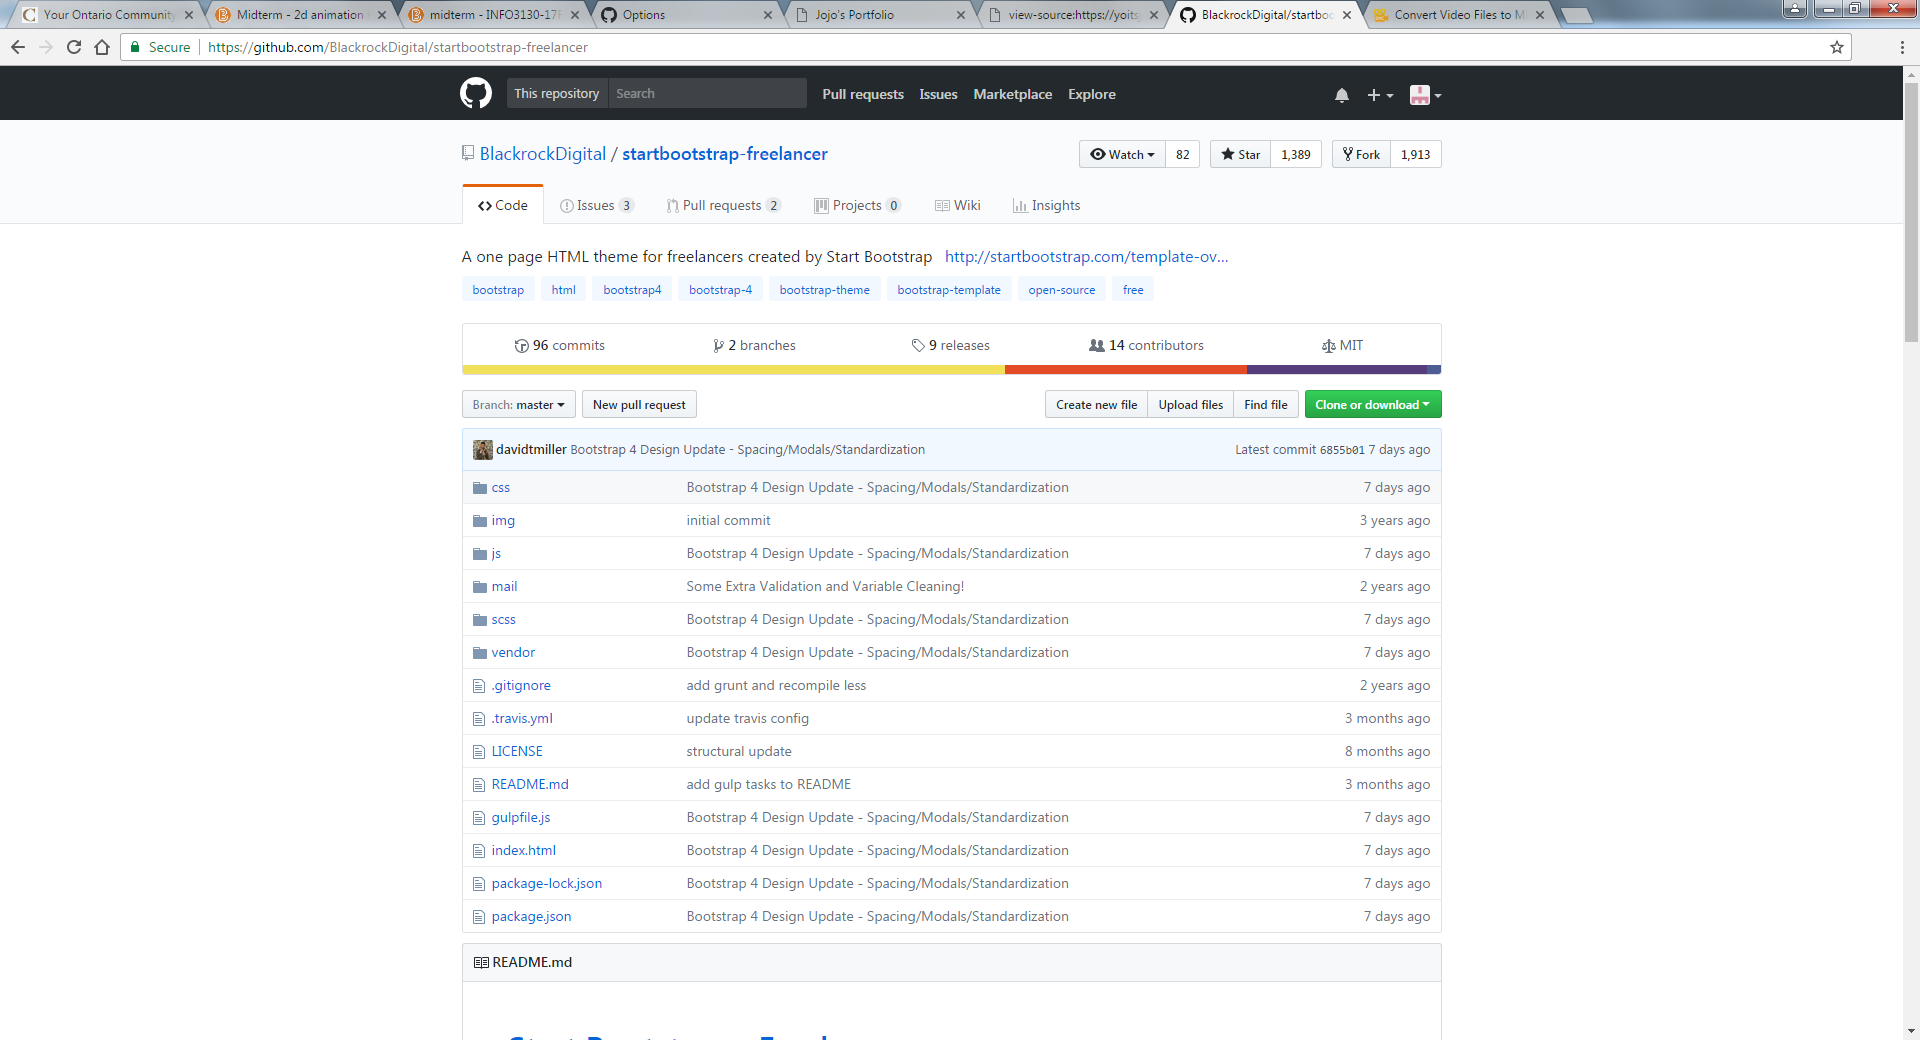 Your Ontario Community
Midterm - 2d animation
midterm - INFO3130-17F
Options
Jojo's Portfolio
view-source:https://yoits
BlackrockDigital/startboo
Convert Video Files to M
Secure
https://github.com/BlackrockDigital/startbootstrap-freelancer
This repository Search Pull requests Issues Marketplace Explore
BlackrockDigital / startbootstrap-freelancer
Watch 82 Star 1,389 Fork 1,913
Code Issues 3 Pull requests 2 Projects 0 Wiki Insights
A one page HTML theme for freelancers created by Start Bootstrap http://startbootstrap.com/template-ov...
bootstrap html bootstrap4 bootstrap-4 bootstrap-theme bootstrap-template open-source free
96 commits 2 branches 9 releases 14 contributors MIT
Branch: master New pull request Create new file Upload files Find file Clone or download
davidtmiller Bootstrap 4 Design Update - Spacing/Modals/Standardization Latest commit 6855b01 7 days ago
css Bootstrap 4 Design Update - Spacing/Modals/Standardization 7 days ago
img initial commit 3 years ago
js Bootstrap 4 Design Update - Spacing/Modals/Standardization 7 days ago
mail Some Extra Validation and Variable Cleaning! 2 years ago
scss Bootstrap 4 Design Update - Spacing/Modals/Standardization 7 days ago
vendor Bootstrap 4 Design Update - Spacing/Modals/Standardization 7 days ago
.gitignore add grunt and recompile less 2 years ago
.travis.yml update travis config 3 months ago
LICENSE structural update 8 months ago
README.md add gulp tasks to README 3 months ago
gulpfile.js Bootstrap 4 Design Update - Spacing/Modals/Standardization 7 days ago
index.html Bootstrap 4 Design Update - Spacing/Modals/Standardization 7 days ago
package-lock.json Bootstrap 4 Design Update - Spacing/Modals/Standardization 7 days ago
package.json Bootstrap 4 Design Update - Spacing/Modals/Standardization 7 days ago
README.md